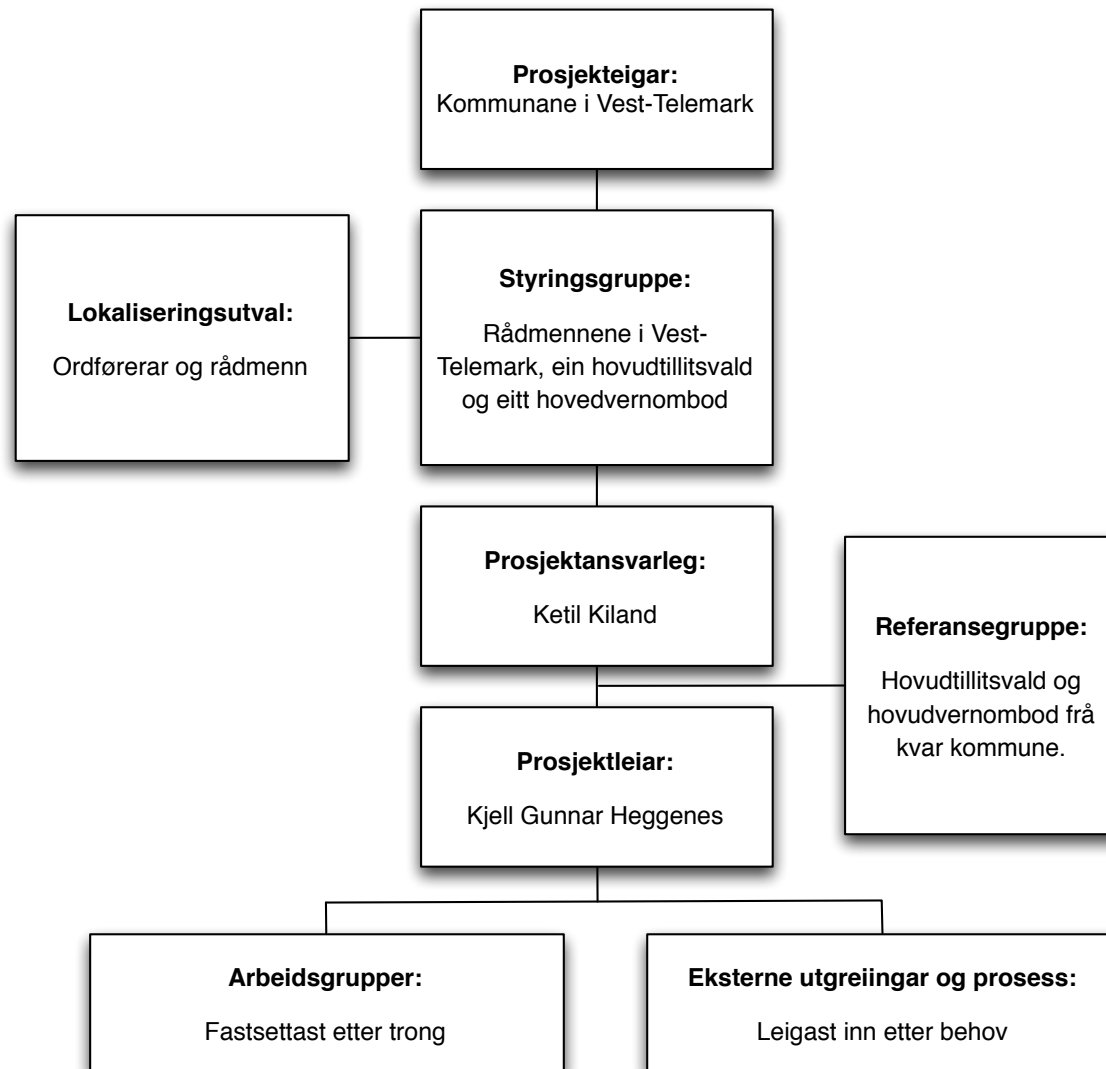 Prosjekteigar:
Kommunane i Vest-Telemark
Lokaliseringsutval:
Ordførerar og rådmenn
Styringsgruppe:
Rådmennene i Vest-
Telemark, ein hovudtillitsvald
og eitt hovedvernombod
Prosjektansvarleg:
Ketil Kiland
Referansegruppe:
Hovudtillitsvald og
hovudvernombod frå
kvar kommune.
Prosjektleiar:
Kjell Gunnar Heggenes
Arbeidsgrupper:
Fastsettast etter trong
Eksterne utgreiingar og prosess:
Leigast inn etter behov